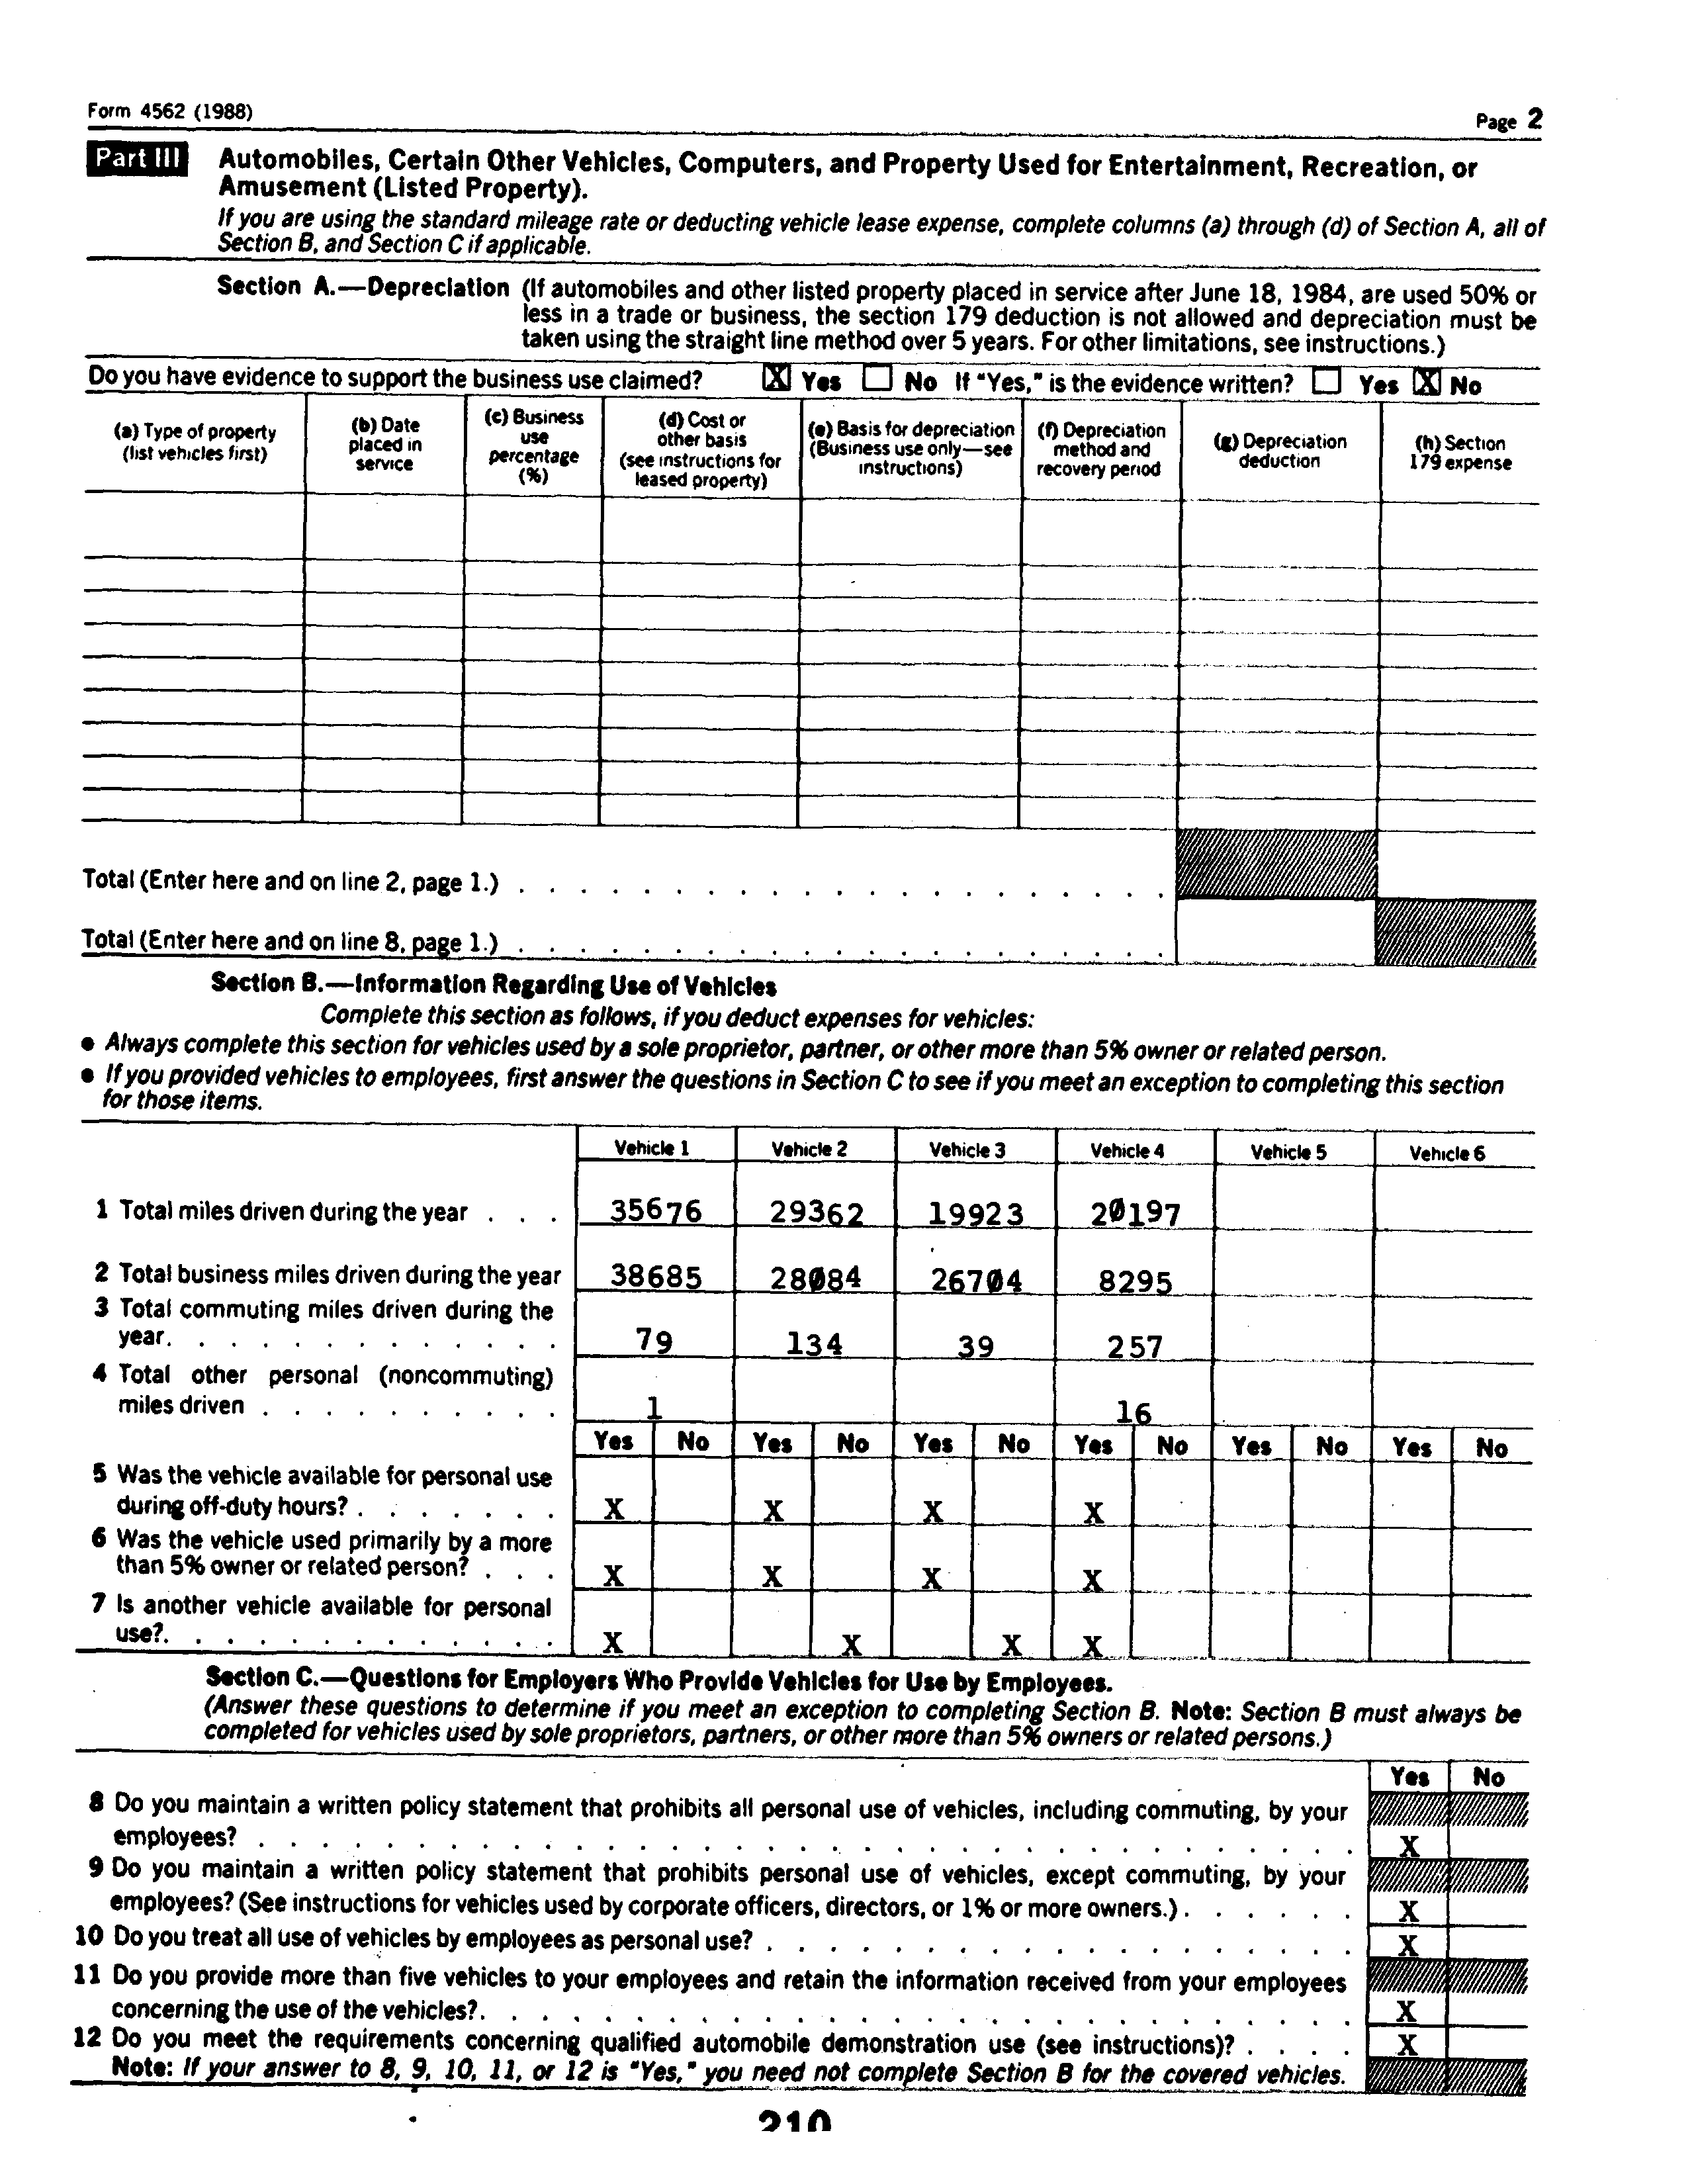 Form 4562 (1988)
Page 2
Part III Automobiles, Certain Other Vehicles, Computers, and Property Used for Entertainment, Recreation, or
Amusement (Listed Property).
If you are using the standard mileage rate or deducting vehicle lease expense, complete columns (a) through (d) of Section A, all of
Section B, and Section C if applicable.
Section A.—Depreciation (If automobiles and other listed property placed in service after June 18, 1984, are used 50% or
less in a trade or business, the section 179 deduction is not allowed and depreciation must be
taken using the straight line method over 5 years. For other limitations, see instructions.)
Do you have evidence to support the business use claimed? X Yes No If "Yes," is the evidence written? Yes X No
(a) Type of property
(list vehicles first)
(b) Date
placed in
service
(c) Business
use
percentage
(%)
(d) Cost or
other basis
(see instructions for
leased property)
(e) Basis for depreciation
(Business use only—see
instructions)
(f) Depreciation
method and
recovery period
(g) Depreciation
deduction
(h) Section
179 expense
Total (Enter here and on line 2, page 1.) . . . . . . . . . . . . . . . . . . . . .
Total (Enter here and on line 8, page 1.) . . . . . . . . . . . . . . . . . . . . .
Section B.—Information Regarding Use of Vehicles
Complete this section as follows, if you deduct expenses for vehicles:
● Always complete this section for vehicles used by a sole proprietor, partner, or other more than 5% owner or related person.
● If you provided vehicles to employees, first answer the questions in Section C to see if you meet an exception to completing this section
for those items.
Vehicle 1 Vehicle 2 Vehicle 3 Vehicle 4 Vehicle 5 Vehicle 6
1 Total miles driven during the year . . . 35676 29362 19923 20197
2 Total business miles driven during the year 38685 28084 26704 8295
3 Total commuting miles driven during the
year. . . . . . . . . . . . . 79 134 39 257
4 Total other personal (noncommuting)
miles driven . . . . . . . . . . 1 16
Yes No Yes No Yes No Yes No Yes No Yes No
5 Was the vehicle available for personal use
during off-duty hours? . . . . . . . X X X X
6 Was the vehicle used primarily by a more
than 5% owner or related person? . . . X X X X
7 Is another vehicle available for personal
use?. . . . . . . . . . . . . X X X X
Section C.—Questions for Employers Who Provide Vehicles for Use by Employees.
(Answer these questions to determine if you meet an exception to completing Section B. Note: Section B must always be
completed for vehicles used by sole proprietors, partners, or other more than 5% owners or related persons.)
Yes No
8 Do you maintain a written policy statement that prohibits all personal use of vehicles, including commuting, by your
employees? . . . . . . . . . . . . . . . . . . . . . . . . . . . . . . . . . . . X
9 Do you maintain a written policy statement that prohibits personal use of vehicles, except commuting, by your
employees? (See instructions for vehicles used by corporate officers, directors, or 1% or more owners.) . . . . . . X
10 Do you treat all use of vehicles by employees as personal use? . . . . . . . . . . . . . . . . . . . X
11 Do you provide more than five vehicles to your employees and retain the information received from your employees
concerning the use of the vehicles?. . . . . . . . . . . . . . . . . . . . . . . . . . . . X
12 Do you meet the requirements concerning qualified automobile demonstration use (see instructions)? . . . . X
Note: If your answer to 8, 9, 10, 11, or 12 is "Yes," you need not complete Section B for the covered vehicles.
210